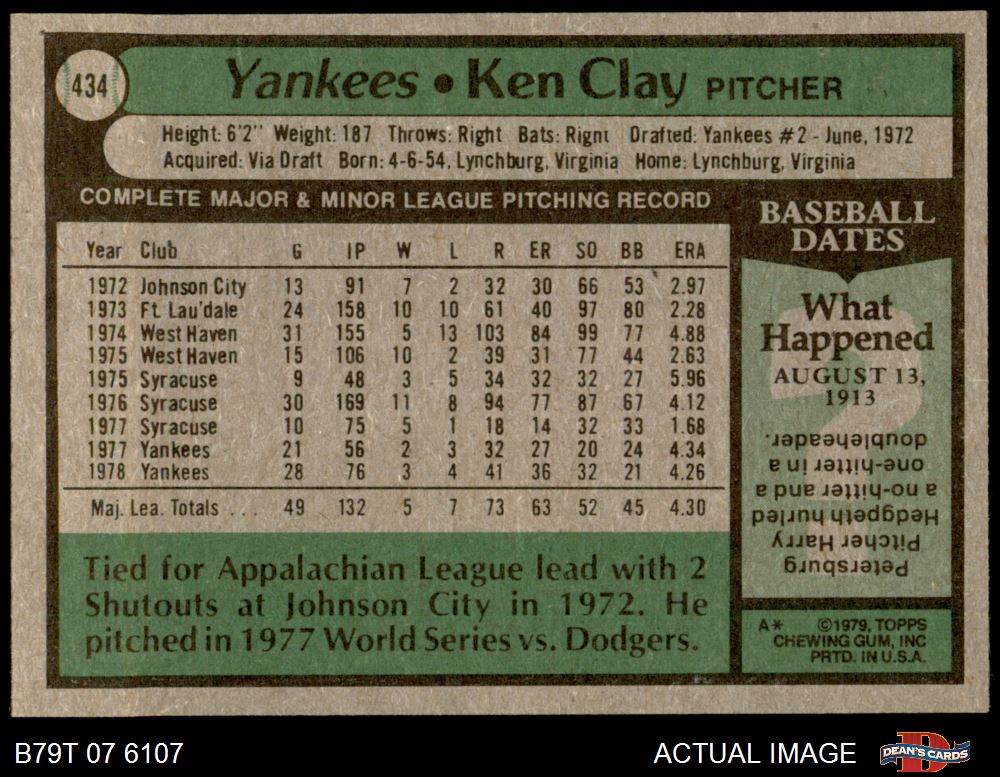 434
Yankees • Ken Clay PITCHER
Height: 6'2" Weight: 187 Throws: Right Bats: Right Drafted: Yankees #2 - June, 1972
Acquired: Via Draft Born: 4-6-54, Lynchburg, Virginia Home: Lynchburg, Virginia
COMPLETE MAJOR & MINOR LEAGUE PITCHING RECORD
Year Club G IP W L R ER SO BB ERA
1972 Johnson City 13 91 7 2 32 30 66 53 2.97
1973 Ft. Lau'dale 24 158 10 10 61 40 97 80 2.28
1974 West Haven 31 155 5 13 103 84 99 77 4.88
1975 West Haven 15 106 10 2 39 31 77 44 2.63
1975 Syracuse 9 48 3 5 34 32 32 27 5.96
1976 Syracuse 30 169 11 8 94 77 87 67 4.12
1977 Syracuse 10 75 5 1 18 14 32 33 1.68
1977 Yankees 21 56 2 3 32 27 20 24 4.34
1978 Yankees 28 76 3 4 41 36 32 21 4.26
Maj. Lea. Totals ... 49 132 5 7 73 63 52 45 4.30
Tied for Appalachian League lead with 2
Shutouts at Johnson City in 1972. He
pitched in 1977 World Series vs. Dodgers.
BASEBALL
DATES
What
Happened
AUGUST 13,
1913
Petersburg
Pitcher Harry
Hedgpeth hurled
a no-hitter and a
one-hitter in a
doubleheader.
A* ©1979, TOPPS
CHEWING GUM, INC
PRTD. IN U.S.A.
B79T 07 6107
ACTUAL IMAGE
DEAN'S CARDS